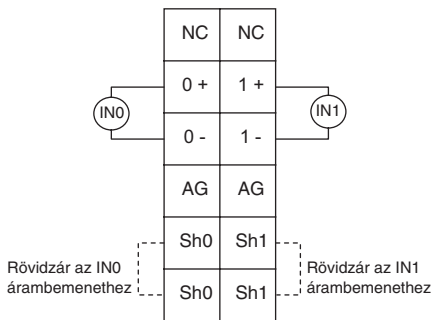 NC NC
0 + 1 +
IN0 IN1
0 - 1 -
AG AG
Sh0 Sh1
Rövidzár az IN0
árambemenethez
Rövidzár az IN1
árambemenethez
Sh0 Sh1